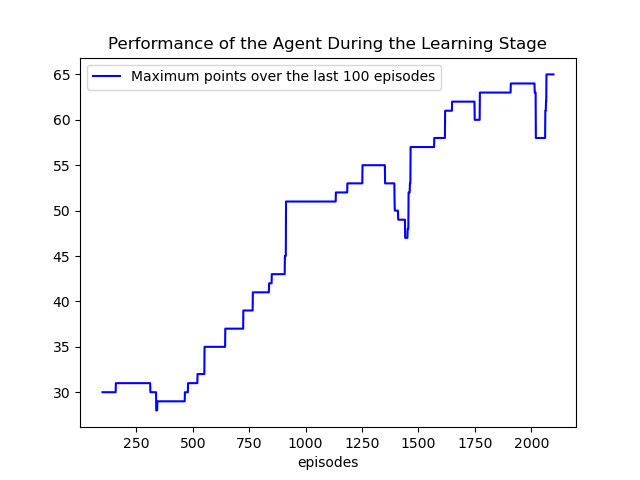 Performance of the Agent During the Learning Stage
Maximum points over the last 100 episodes
65
60
55
50
45
40
35
30
250 500 750 1000 1250 1500 1750 2000
episodes